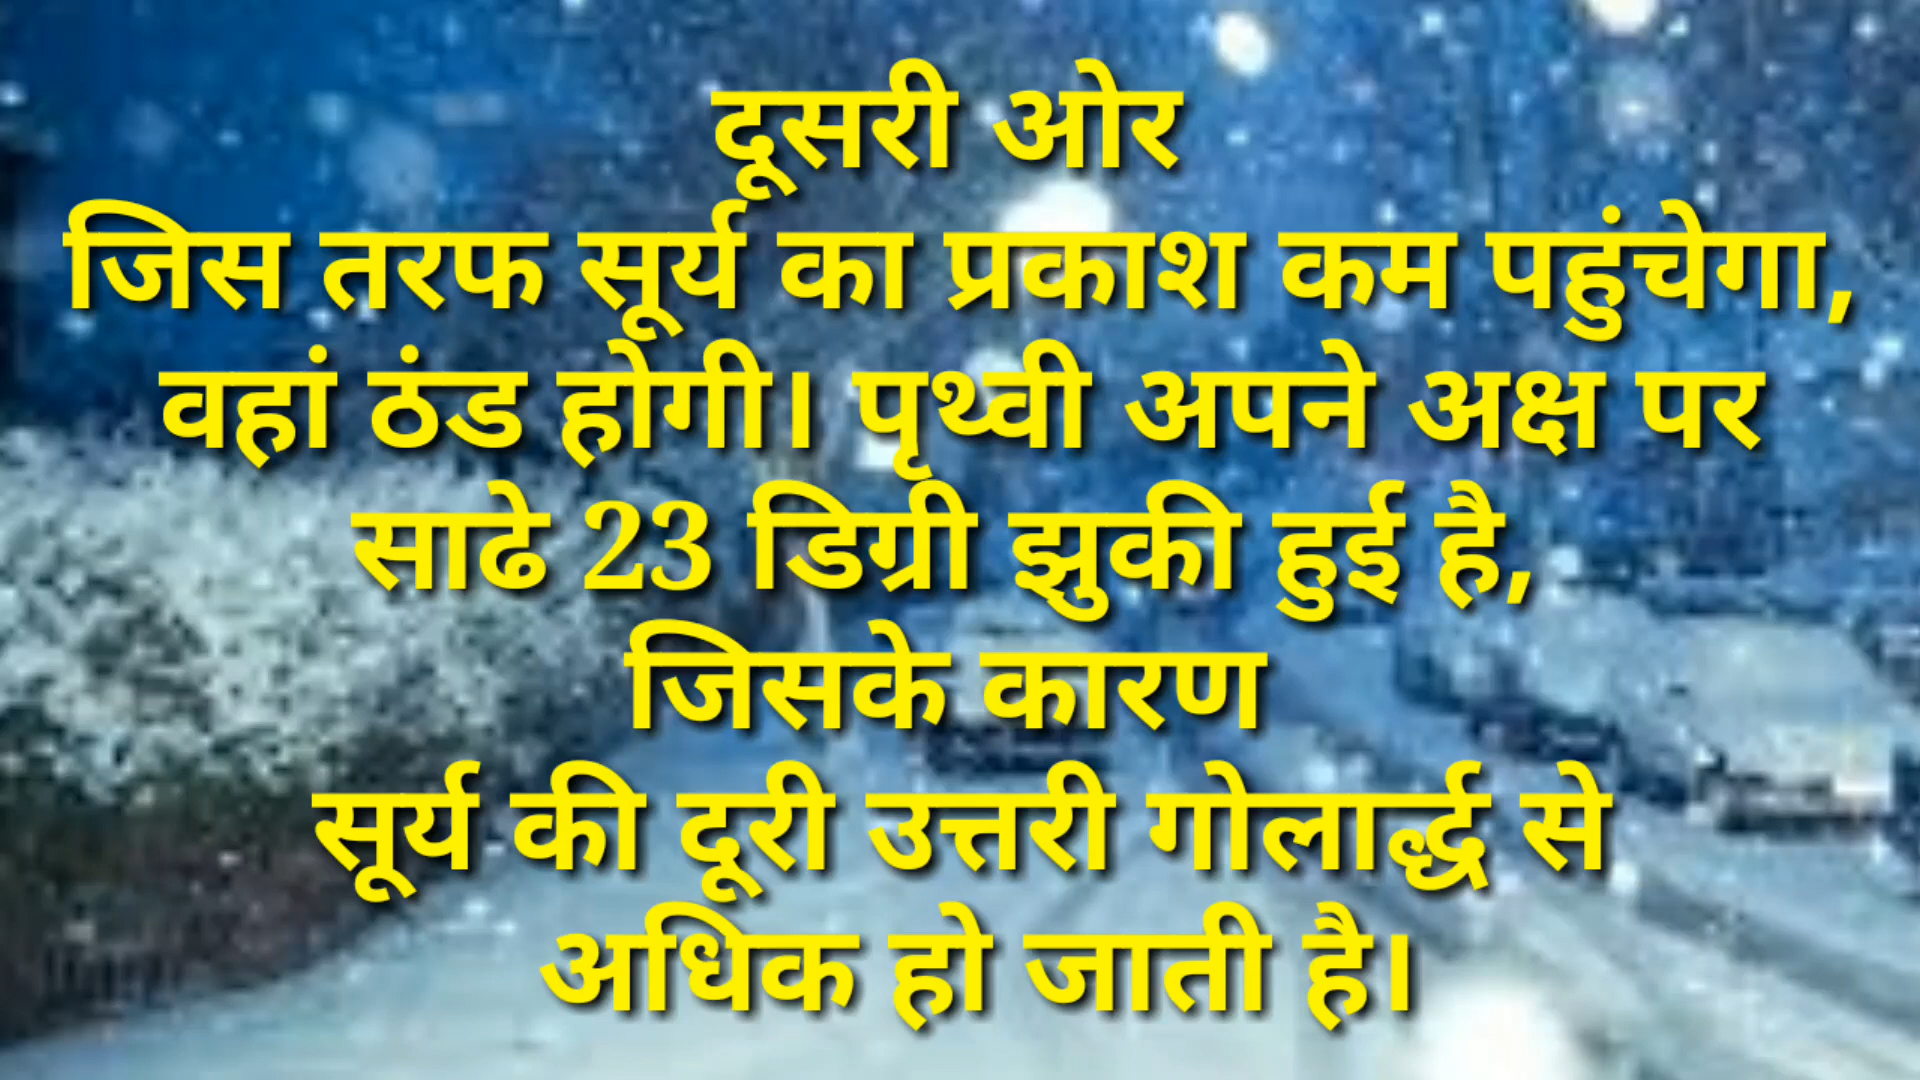 दूसरी ओर
जिस तरफ सूर्य का प्रकाश कम पहुंचेगा,
वहां ठंड होगी। पृथ्वी अपने अक्ष पर
साढे 23 डिग्री झुकी हुई है,
जिसके कारण
सूर्य की दूरी उत्तरी गोलार्द्ध से
अधिक हो जाती है।